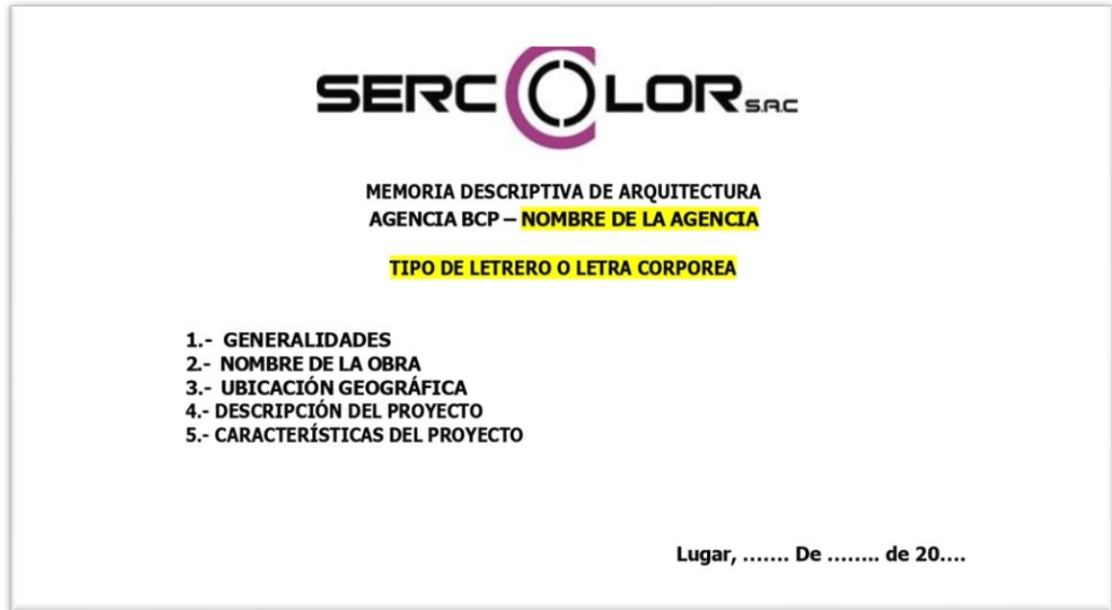 SERCOLOR S.A.C
MEMORIA DESCRIPTIVA DE ARQUITECTURA
AGENCIA BCP – NOMBRE DE LA AGENCIA
TIPO DE LETRERO O LETRA CORPOREA
1.- GENERALIDADES
2.- NOMBRE DE LA OBRA
3.- UBICACIÓN GEOGRÁFICA
4.- DESCRIPCIÓN DEL PROYECTO
5.- CARACTERÍSTICAS DEL PROYECTO
Lugar, ....... De ........ de 20....